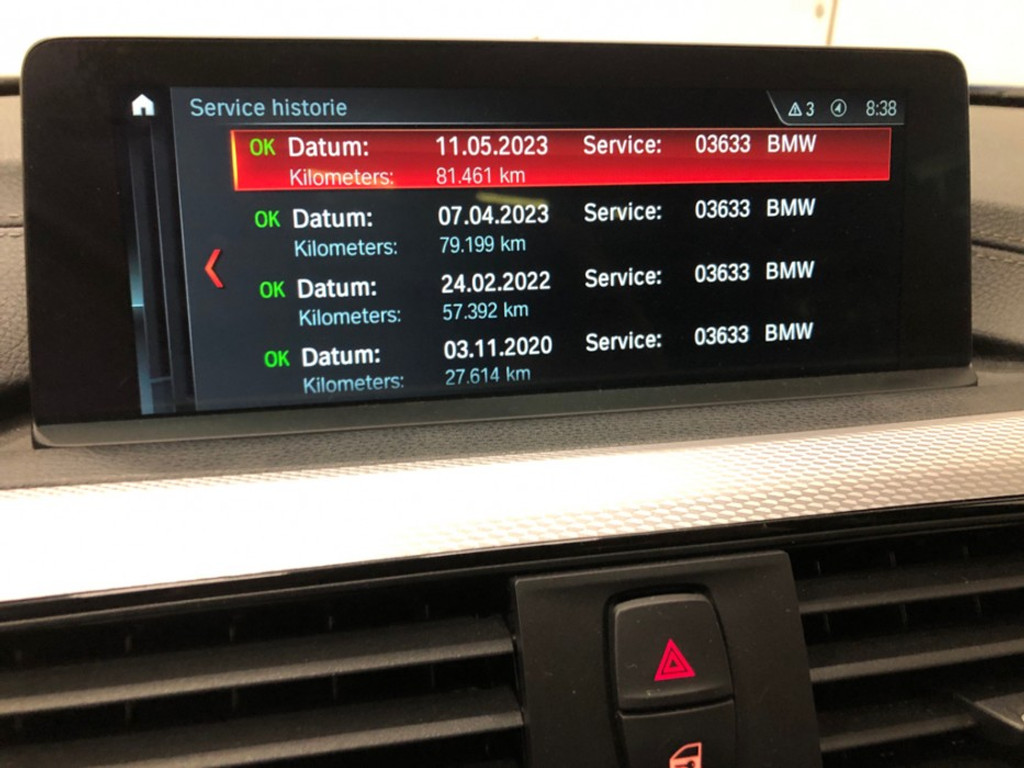 Service historie 3 8:38
OK Datum: 11.05.2023 Service: 03633 BMW
Kilometers: 81.461 km
OK Datum: 07.04.2023 Service: 03633 BMW
Kilometers: 79.199 km
OK Datum: 24.02.2022 Service: 03633 BMW
Kilometers: 57.392 km
OK Datum: 03.11.2020 Service: 03633 BMW
Kilometers: 27.614 km